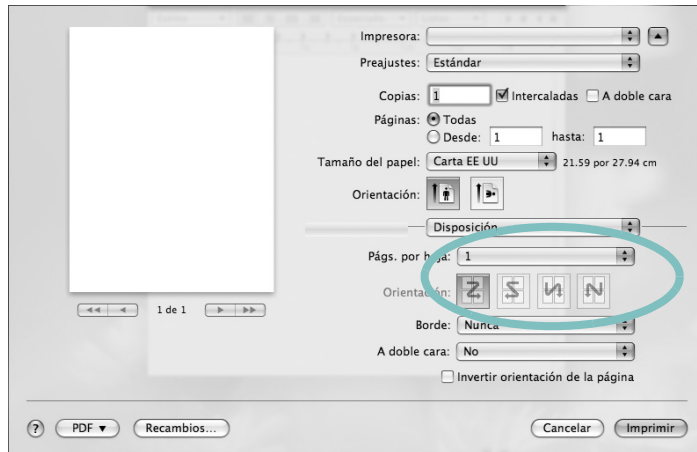 Impresora:
Preajustes: Estándar
Copias: 1 Intercaladas A doble cara
Páginas: Todas
Desde: 1 hasta: 1
Tamaño del papel: Carta EE UU 21.59 por 27.94 cm
Orientación:
Disposición
Págs. por hoja: 1
Orientación:
1 de 1
Borde: Nunca
A doble cara: No
Invertir orientación de la página
? PDF Recambios... Cancelar Imprimir